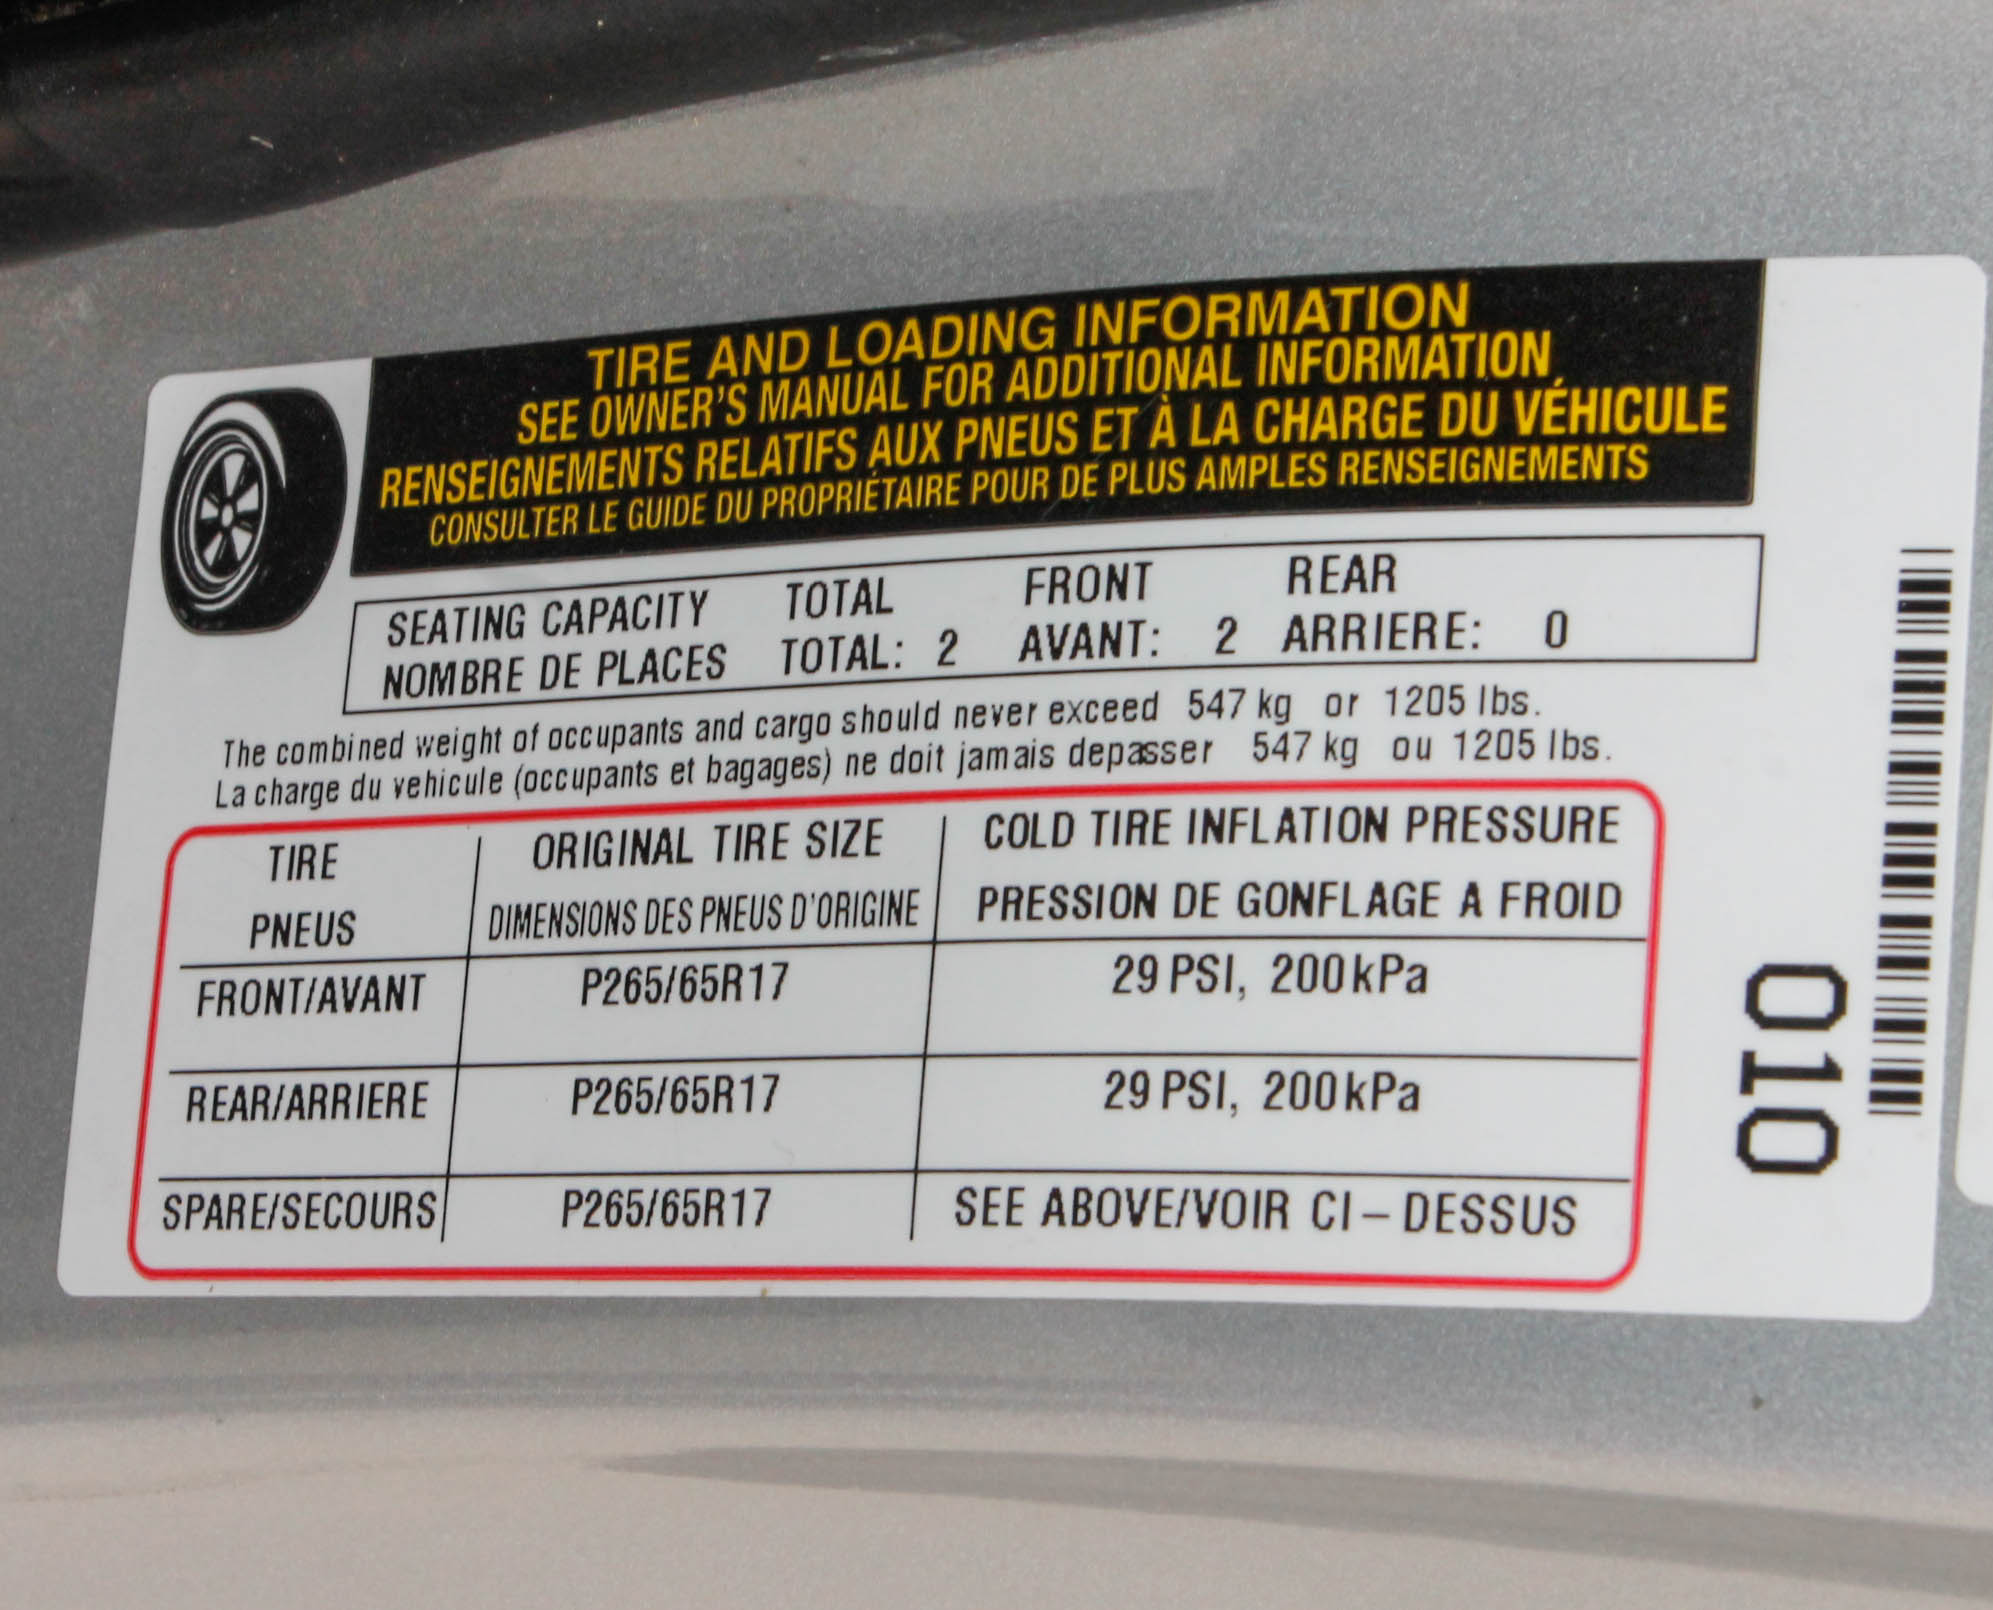 TIRE AND LOADING INFORMATION
SEE OWNER'S MANUAL FOR ADDITIONAL INFORMATION
RENSEIGNEMENTS RELATIFS AUX PNEUS ET À LA CHARGE DU VÉHICULE
CONSULTER LE GUIDE DU PROPRIÉTAIRE POUR DE PLUS AMPLES RENSEIGNEMENTS
SEATING CAPACITY TOTAL FRONT REAR
NOMBRE DE PLACES TOTAL: 2 AVANT: 2 ARRIERE: 0
The combined weight of occupants and cargo should never exceed 547 kg or 1205 lbs.
La charge du vehicule (occupants et bagages) ne doit jamais depasser 547 kg ou 1205 lbs.
TIRE ORIGINAL TIRE SIZE COLD TIRE INFLATION PRESSURE
PNEUS DIMENSIONS DES PNEUS D'ORIGINE PRESSION DE GONFLAGE A FROID
FRONT/AVANT P265/65R17 29 PSI, 200 kPa
REAR/ARRIERE P265/65R17 29 PSI, 200 kPa
SPARE/SECOURS P265/65R17 SEE ABOVE/VOIR CI – DESSUS
010